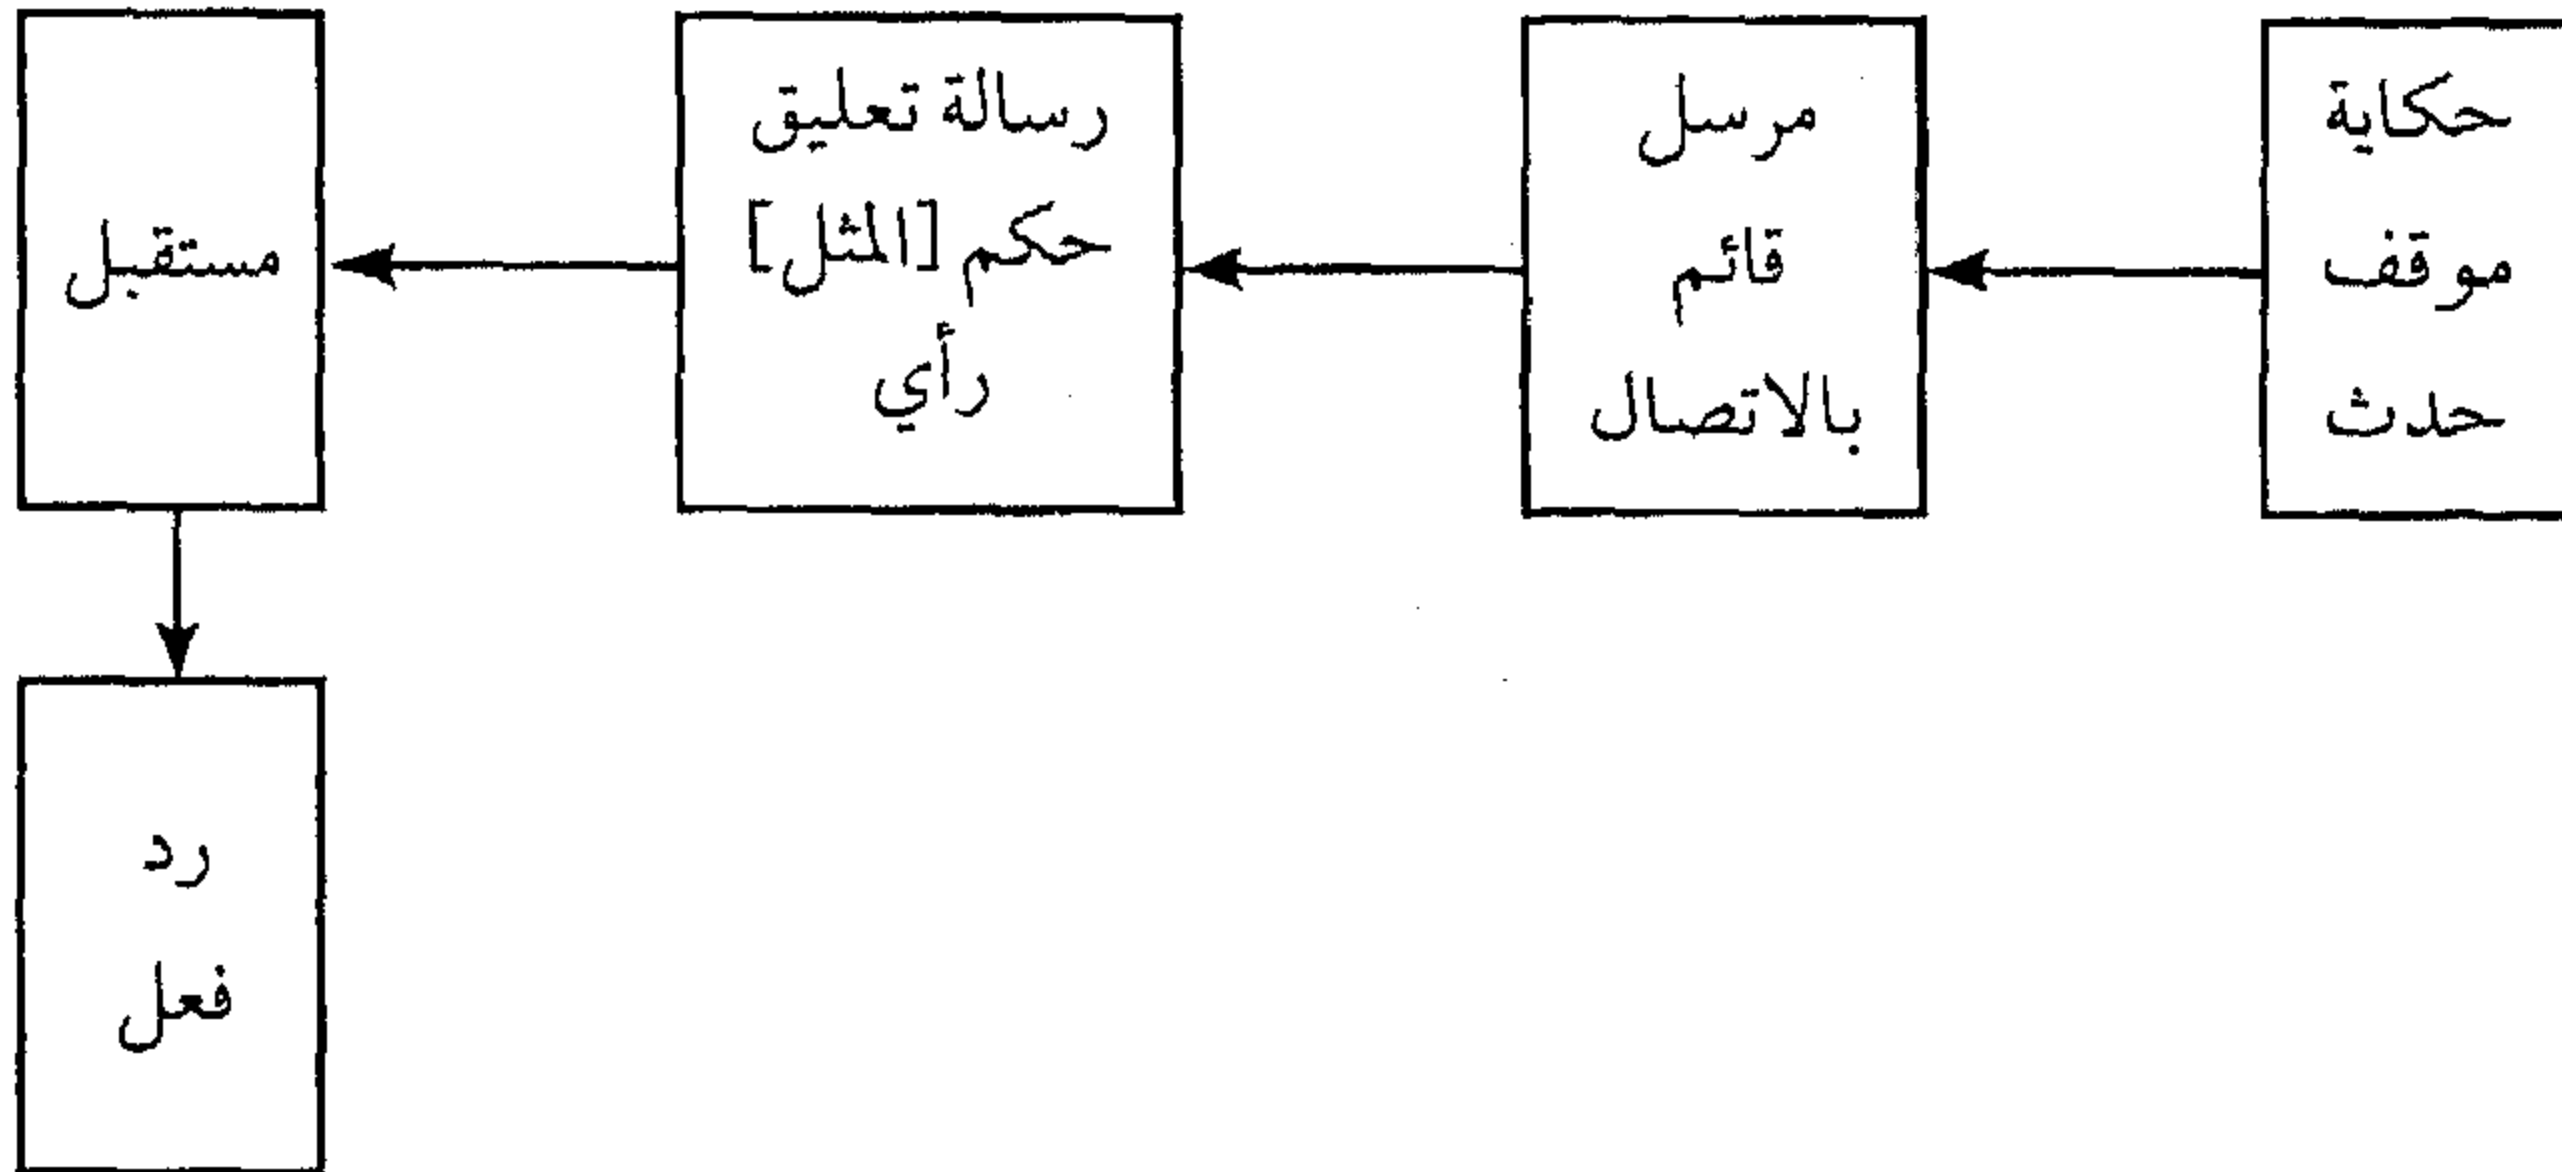 حكاية
موقف
حدث
مرسل
قائم
بالاتصال
رسالة تعليق
حكم [المثل]
رأي
مستقبل
رد
فعل